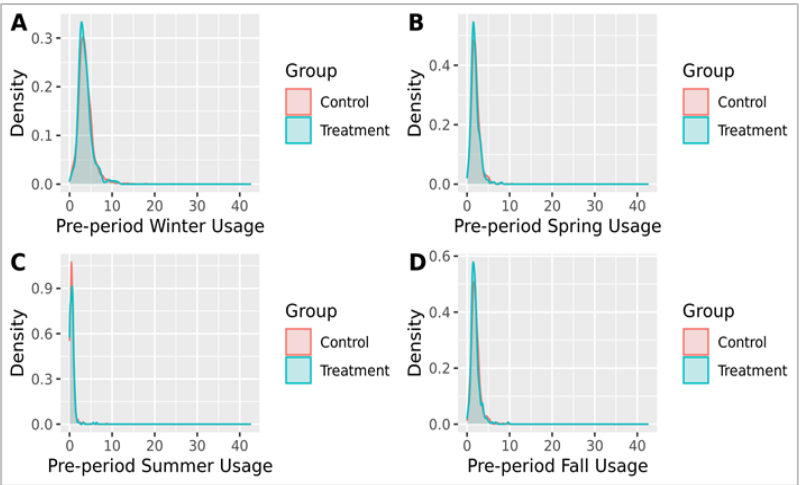 A
Density
0.3
0.2
0.1
0.0
0 10 20 30 40
Pre-period Winter Usage
Group
Control
Treatment
B
Density
0.4
0.2
0.0
0 10 20 30 40
Pre-period Spring Usage
Group
Control
Treatment
C
Density
0.9
0.6
0.3
0.0
0 10 20 30 40
Pre-period Summer Usage
Group
Control
Treatment
D
Density
0.6
0.4
0.2
0.0
0 10 20 30 40
Pre-period Fall Usage
Group
Control
Treatment